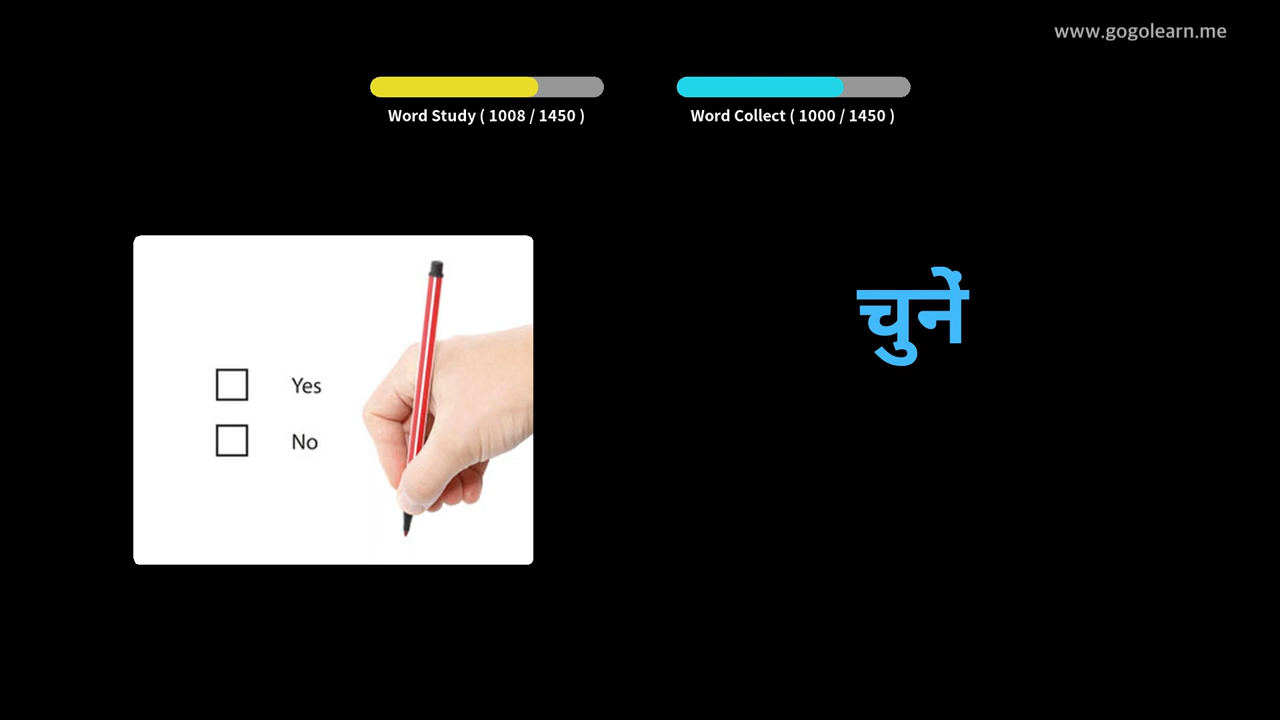 www.gogolearn.me
Word Study ( 1008 / 1450 )
Word Collect ( 1000 / 1450 )
चुनें
Yes
No